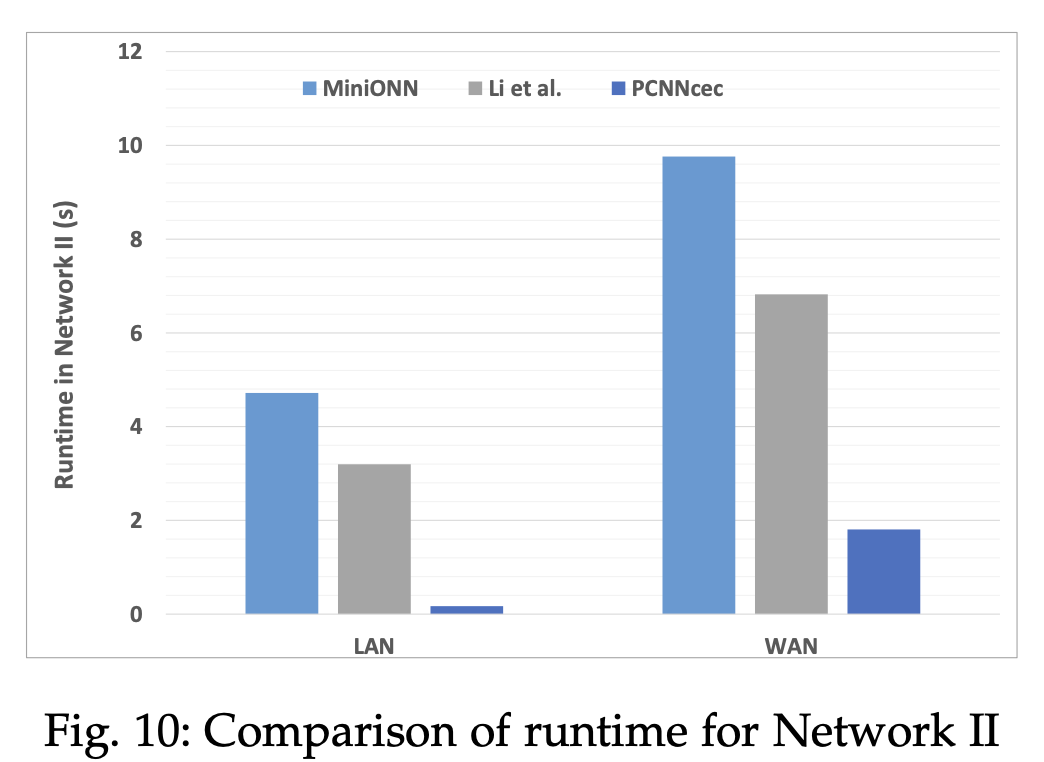 12
MiniONN Li et al. PCNNcec
10
8
6
4
2
0
Runtime in Network II (s)
LAN WAN
Fig. 10: Comparison of runtime for Network II